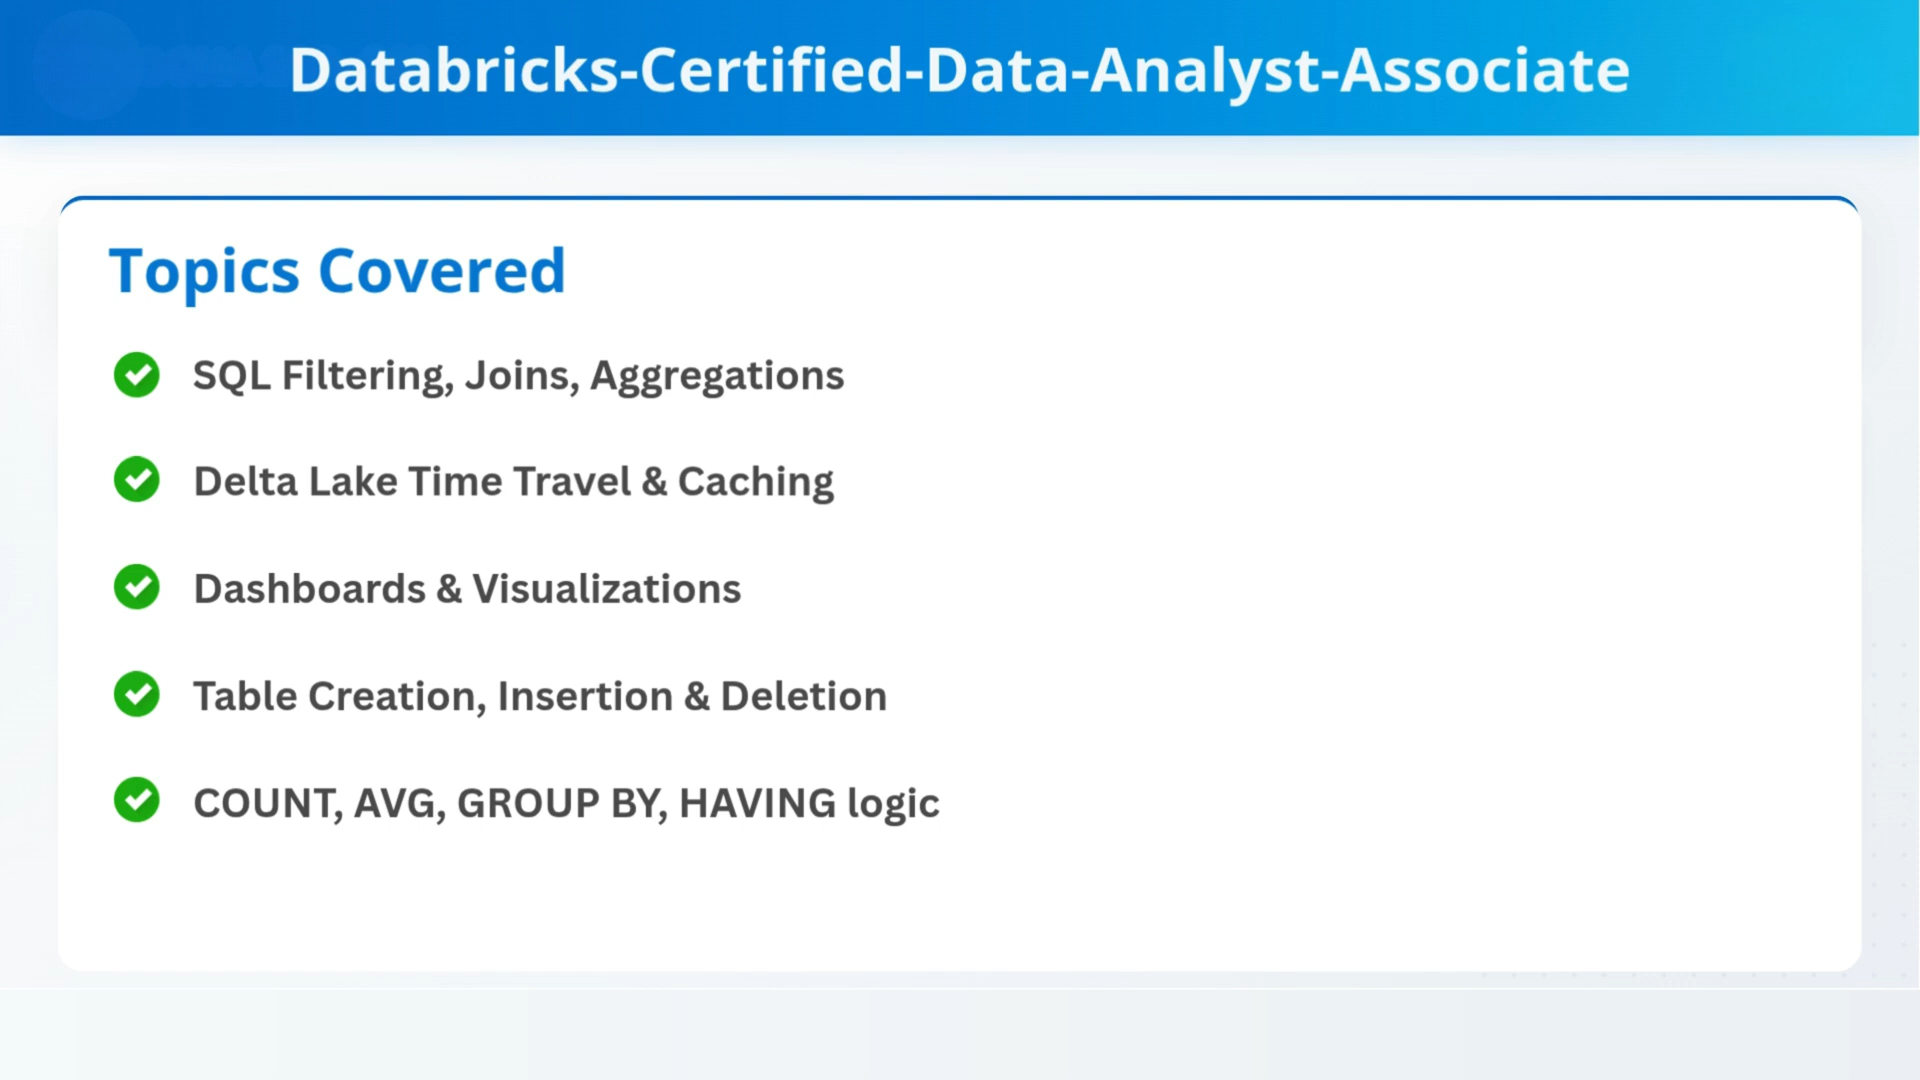 Databricks-Certified-Data-Analyst-Associate
Topics Covered
SQL Filtering, Joins, Aggregations
Delta Lake Time Travel & Caching
Dashboards & Visualizations
Table Creation, Insertion & Deletion
COUNT, AVG, GROUP BY, HAVING logic